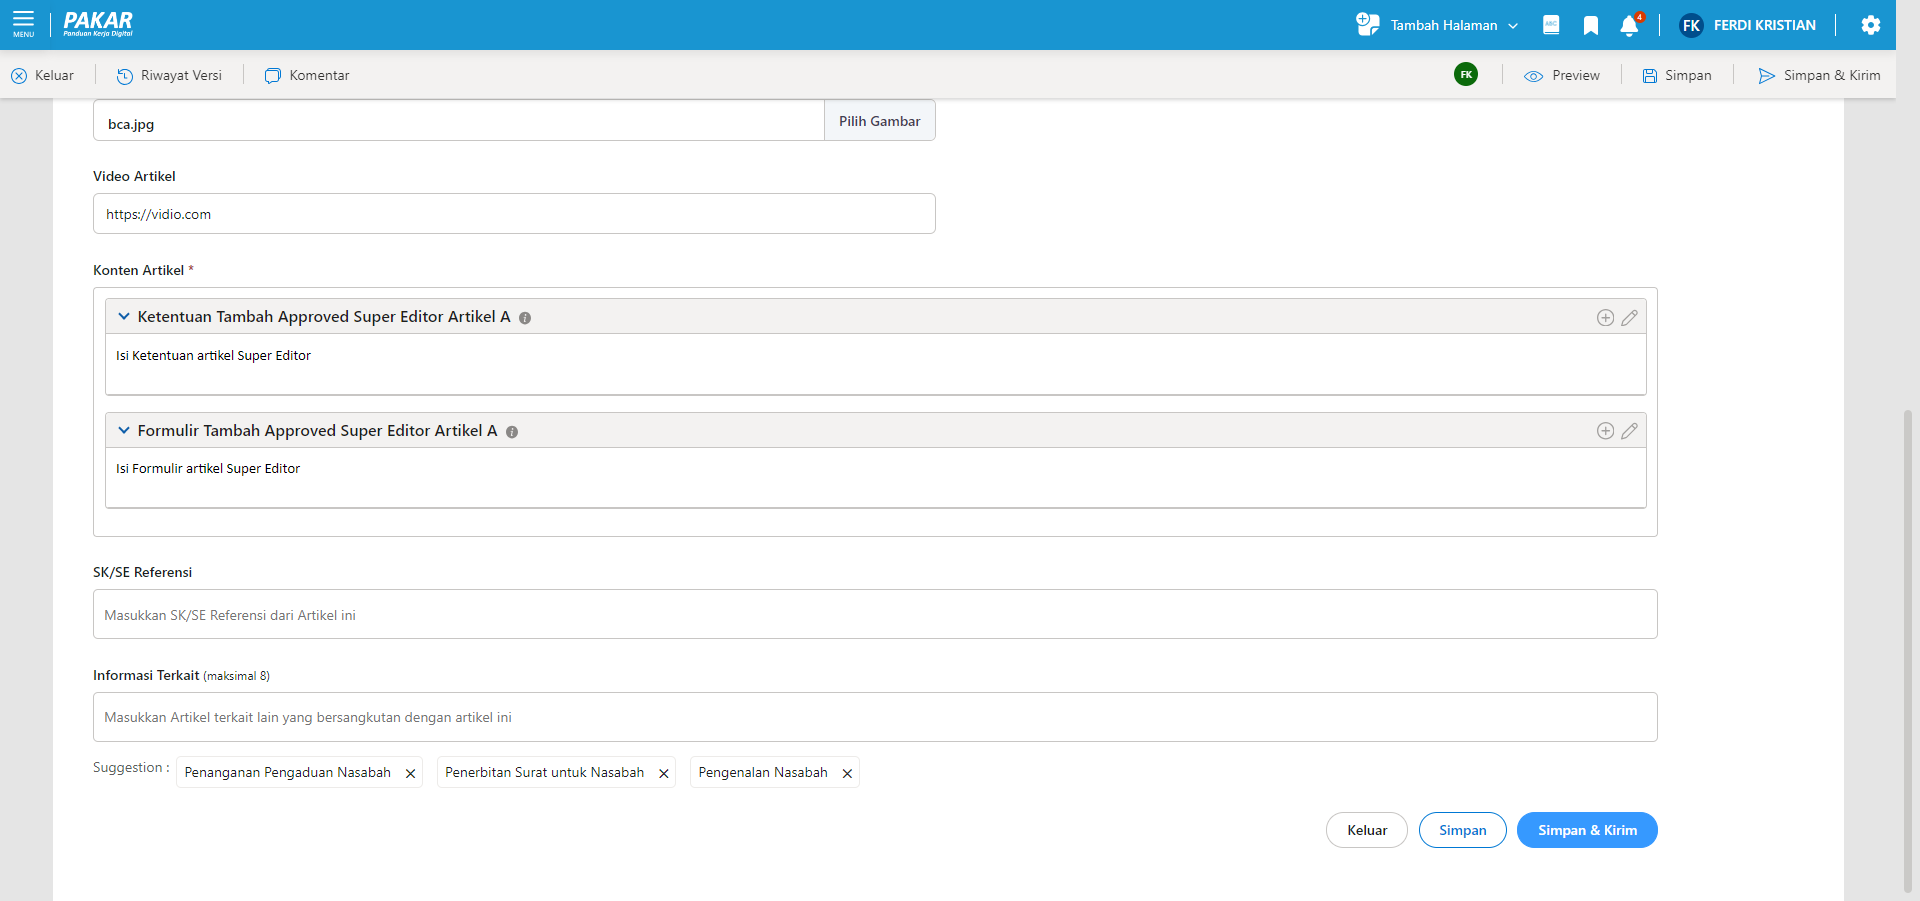 MENU
PAKAR
Panduan Kerja Digital
Tambah Halaman
ABC
4
FK
FERDI KRISTIAN
Keluar
Riwayat Versi
Komentar
FK
Preview
Simpan
Simpan & Kirim
bca.jpg
Pilih Gambar
Video Artikel
https://vidio.com
Konten Artikel *
Ketentuan Tambah Approved Super Editor Artikel A
Isi Ketentuan artikel Super Editor
Formulir Tambah Approved Super Editor Artikel A
Isi Formulir artikel Super Editor
SK/SE Referensi
Masukkan SK/SE Referensi dari Artikel ini
Informasi Terkait (maksimal 8)
Masukkan Artikel terkait lain yang bersangkutan dengan artikel ini
Suggestion :
Penanganan Pengaduan Nasabah
Penerbitan Surat untuk Nasabah
Pengenalan Nasabah
Keluar
Simpan
Simpan & Kirim